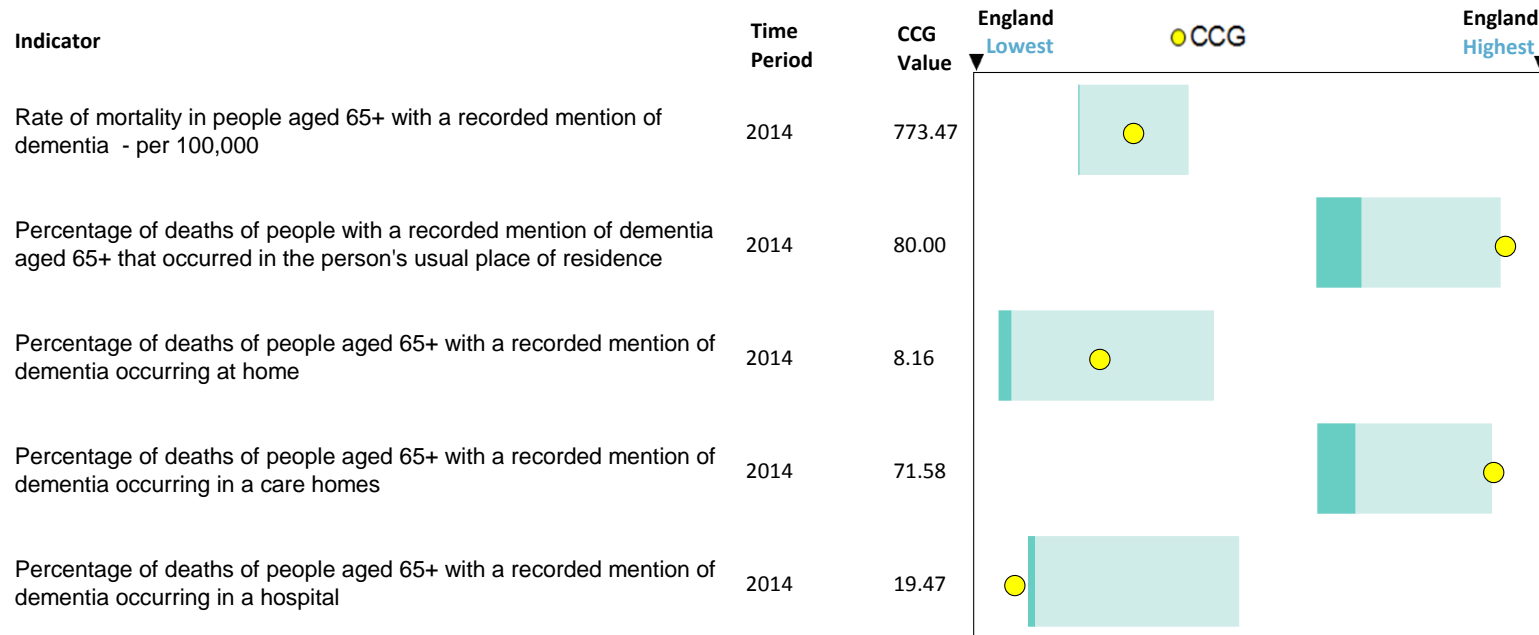 Indicator
Time
Period
CCG
Value
England
Lowest
CCG
England
Highest
Rate of mortality in people aged 65+ with a recorded mention of
dementia  - per 100,000
2014
773.47
Percentage of deaths of people with a recorded mention of dementia
aged 65+ that occurred in the person's usual place of residence
2014
80.00
Percentage of deaths of people aged 65+ with a recorded mention of
dementia occurring at home
2014
8.16
Percentage of deaths of people aged 65+ with a recorded mention of
dementia occurring in a care homes
2014
71.58
Percentage of deaths of people aged 65+ with a recorded mention of
dementia occurring in a hospital
2014
19.47